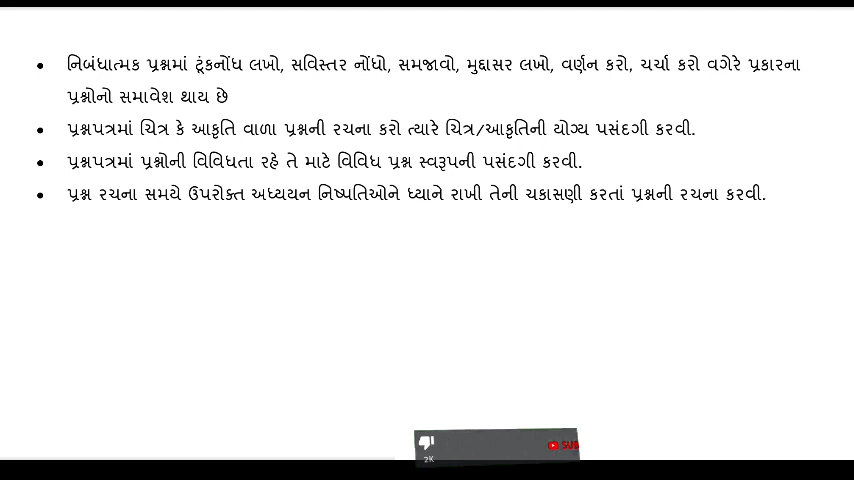 નિબંધાત્મક પ્રશ્નમાં ટૂંકનોંધ લખો, સવિસ્તર નોંધો, સમજાવો, મુદ્દાસર લખો, વર્ણન કરો, ચર્ચા કરો વગેરે પ્રકારના
પ્રશ્નોનો સમાવેશ થાય છે
પ્રશ્નપત્રમાં ચિત્ર કે આકૃતિ વાળા પ્રશ્નની રચના કરો ત્યારે ચિત્ર/આકૃતિની યોગ્ય પસંદગી કરવી.
પ્રશ્નપત્રમાં પ્રશ્નોની વિવિધતા રહે તે માટે વિવિધ પ્રશ્ન સ્વરૂપની પસંદગી કરવી.
પ્રશ્ન રચના સમયે ઉપરોક્ત અધ્યયન નિષ્પતિઓને ધ્યાને રાખી તેની ચકાસણી કરતાં પ્રશ્નની રચના કરવી.
SUB
2K